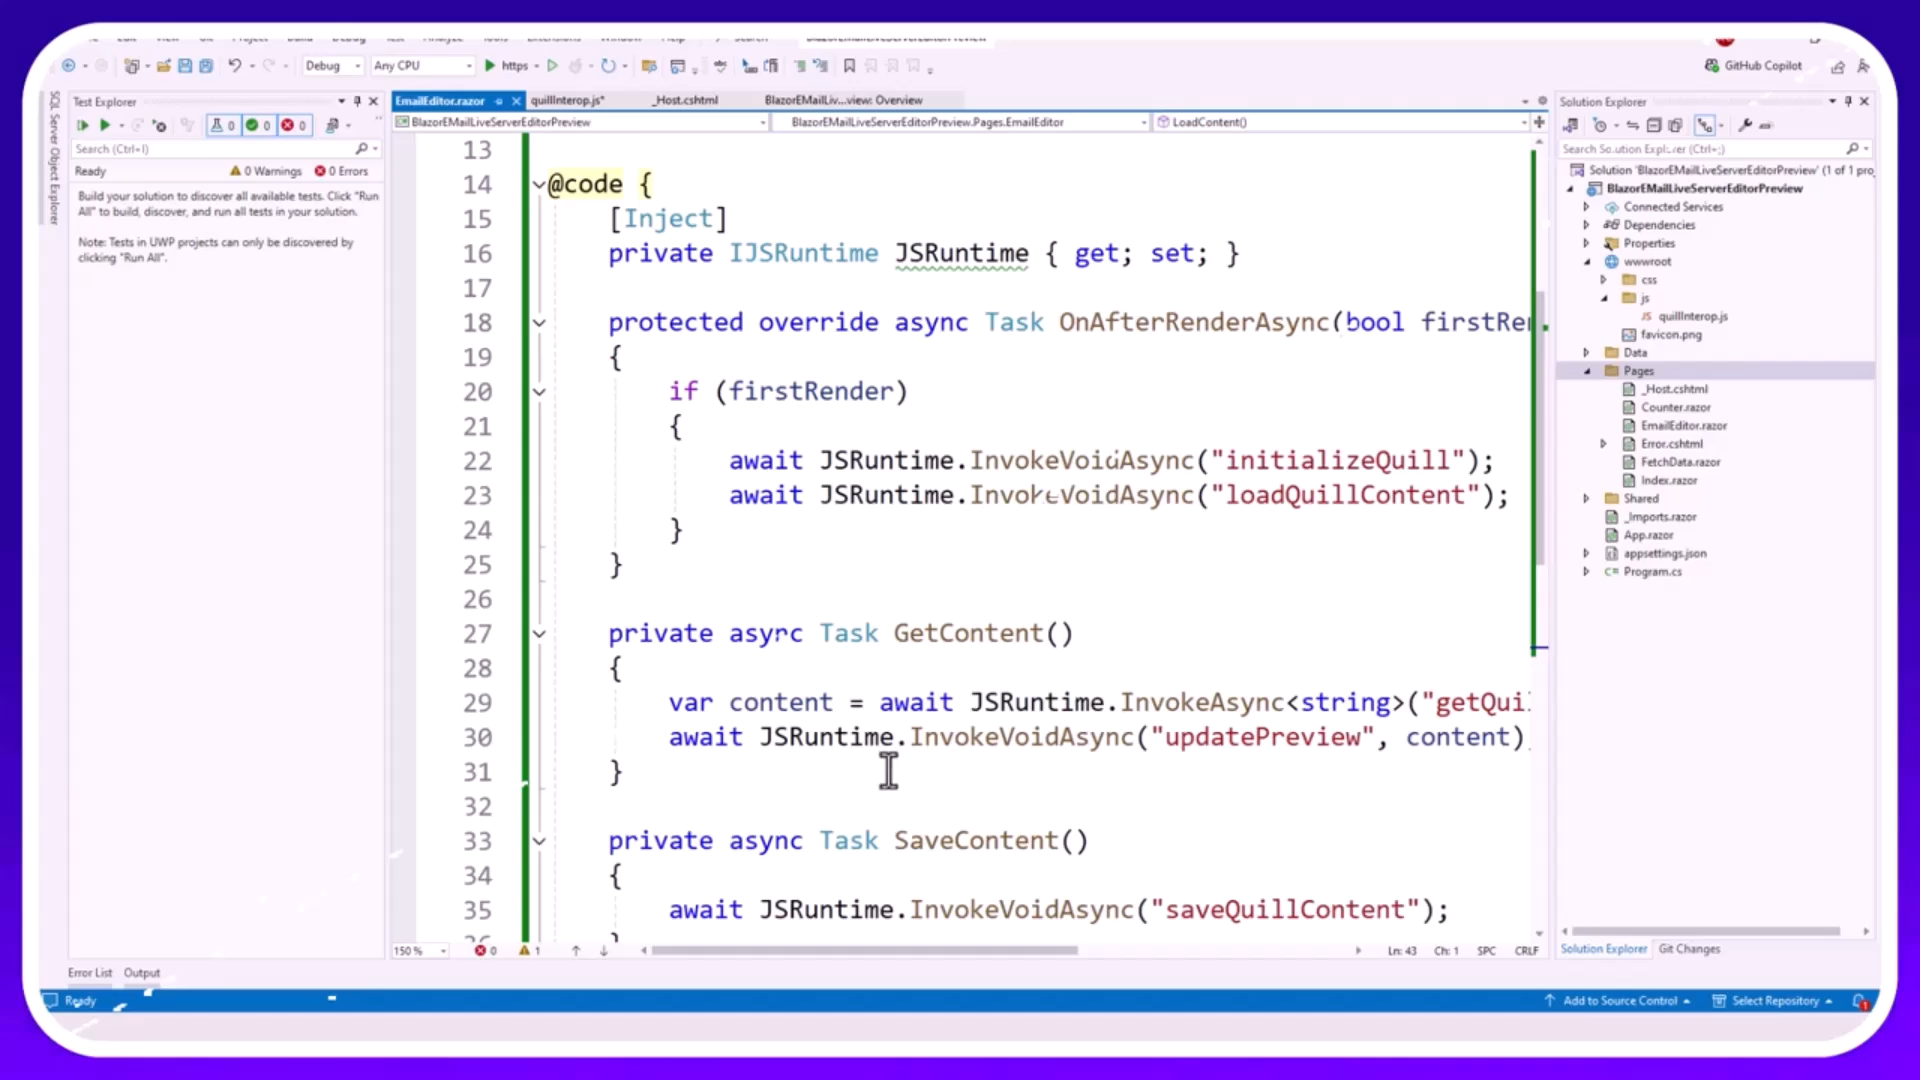 Debug
Any CPU
https
GitHub Copilot
SQL Server Object Explorer
Test Explorer
Search (Ctrl+I)
Ready
0 Warnings
0 Errors
0
0
0
Build your solution to discover all available tests. Click "Run
All" to build, discover, and run all tests in your solution.
Note: Tests in UWP projects can only be discovered by
clicking "Run All".
EmailEditor.razor
quillInterop.js*
_Host.cshtml
BlazorEMailLiv...view: Overview
BlazorEMailLiveServerEditorPreview
BlazorEMailLiveServerEditorPreview.Pages.EmailEditor
LoadContent()
13
14 @code {
15 [Inject]
16 private IJSRuntime JSRuntime { get; set; }
17
18 protected override async Task OnAfterRenderAsync(bool firstRe
19 {
20 if (firstRender)
21 {
22 await JSRuntime.InvokeVoidAsync("initializeQuill");
23 await JSRuntime.InvokeVoidAsync("loadQuillContent");
24 }
25 }
26
27 private async Task GetContent()
28 {
29 var content = await JSRuntime.InvokeAsync<string>("getQui
30 await JSRuntime.InvokeVoidAsync("updatePreview", content)
31 }
32
33 private async Task SaveContent()
34 {
35 await JSRuntime.InvokeVoidAsync("saveQuillContent");
150 %
0
1
Ln: 43
Ch: 1
SPC
CRLF
Solution Explorer
Solution 'BlazorEMailLiveServerEditorPreview' (1 of 1 pro
BlazorEMailLiveServerEditorPreview
Connected Services
Dependencies
Properties
wwwroot
css
js
quillInterop.js
favicon.png
Data
Pages
_Host.cshtml
Counter.razor
EmailEditor.razor
Error.cshtml
FetchData.razor
Index.razor
Shared
_Imports.razor
App.razor
appsettings.json
Program.cs
Solution Explorer
Git Changes
Error List
Output
Ready
Add to Source Control
Select Repository
1